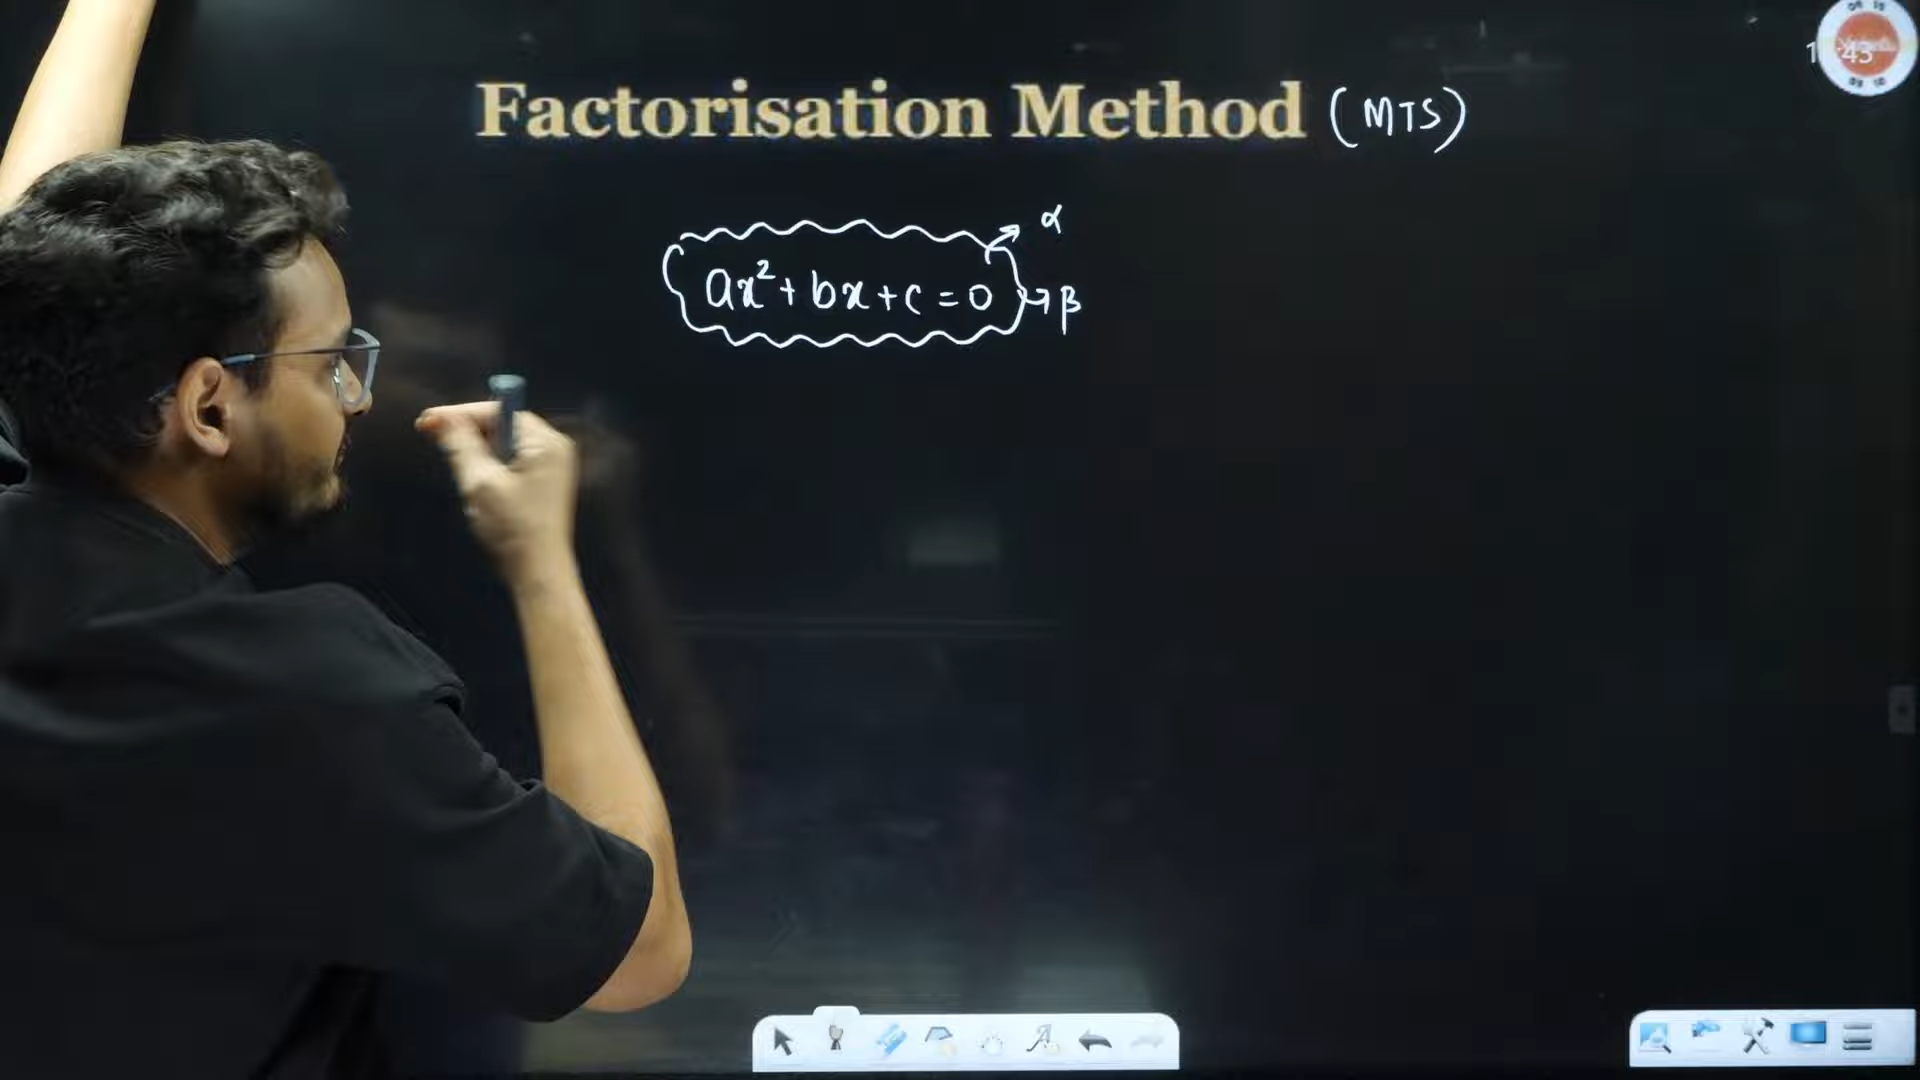 Factorisation Method (MTS)
α
ax²+bx+c=0 → β